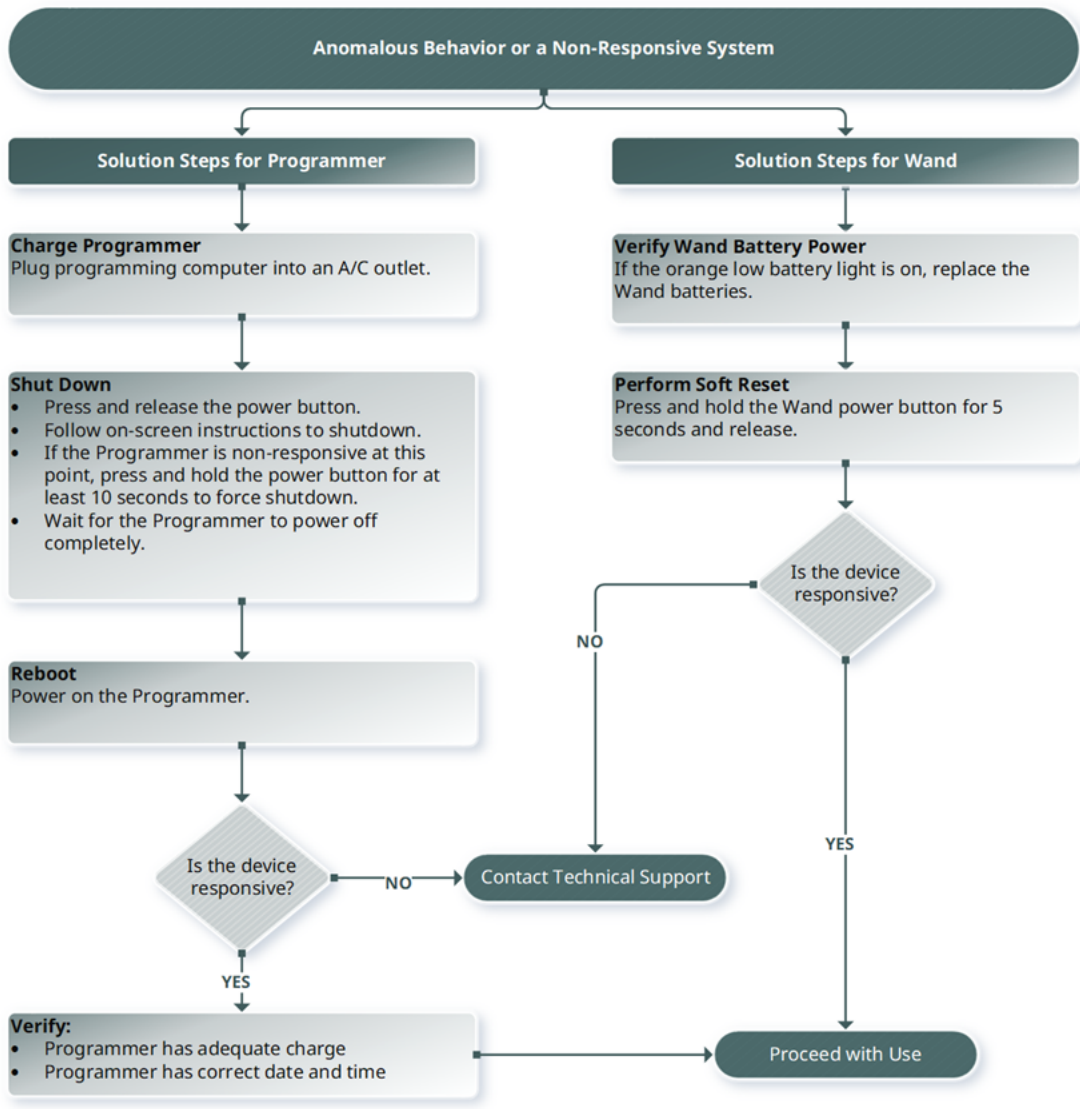 Anomalous Behavior or a Non-Responsive System
Solution Steps for Programmer
Solution Steps for Wand
Charge Programmer
Plug programming computer into an A/C outlet.
Verify Wand Battery Power
If the orange low battery light is on, replace the
Wand batteries.
Shut Down
• Press and release the power button.
• Follow on-screen instructions to shutdown.
• If the Programmer is non-responsive at this
point, press and hold the power button for at
least 10 seconds to force shutdown.
• Wait for the Programmer to power off
completely.
Perform Soft Reset
Press and hold the Wand power button for 5
seconds and release.
Is the device
responsive?
NO
YES
Reboot
Power on the Programmer.
Is the device
responsive?
NO
Contact Technical Support
YES
Verify:
• Programmer has adequate charge
• Programmer has correct date and time
Proceed with Use